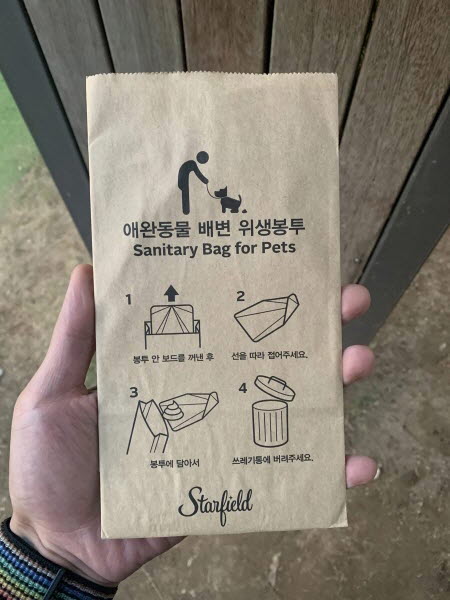 애완동물 배변 위생봉투
Sanitary Bag for Pets
1
봉투 안 보드를 꺼낸 후
2
선을 따라 접어주세요.
3
봉투에 담아서
4
쓰레기통에 버려주세요.
Starfield